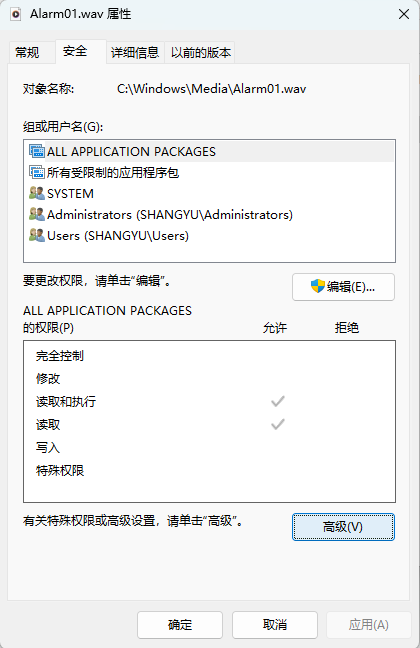 Alarm01.wav 属性
常规 安全 详细信息 以前的版本
对象名称: C:\Windows\Media\Alarm01.wav
组或用户名(G):
ALL APPLICATION PACKAGES
所有受限制的应用程序包
SYSTEM
Administrators (SHANGYU\Administrators)
Users (SHANGYU\Users)
要更改权限，请单击“编辑”。
编辑(E)...
ALL APPLICATION PACKAGES
的权限(P) 允许 拒绝
完全控制
修改
读取和执行
读取
写入
特殊权限
有关特殊权限或高级设置，请单击“高级”。
高级(V)
确定 取消 应用(A)